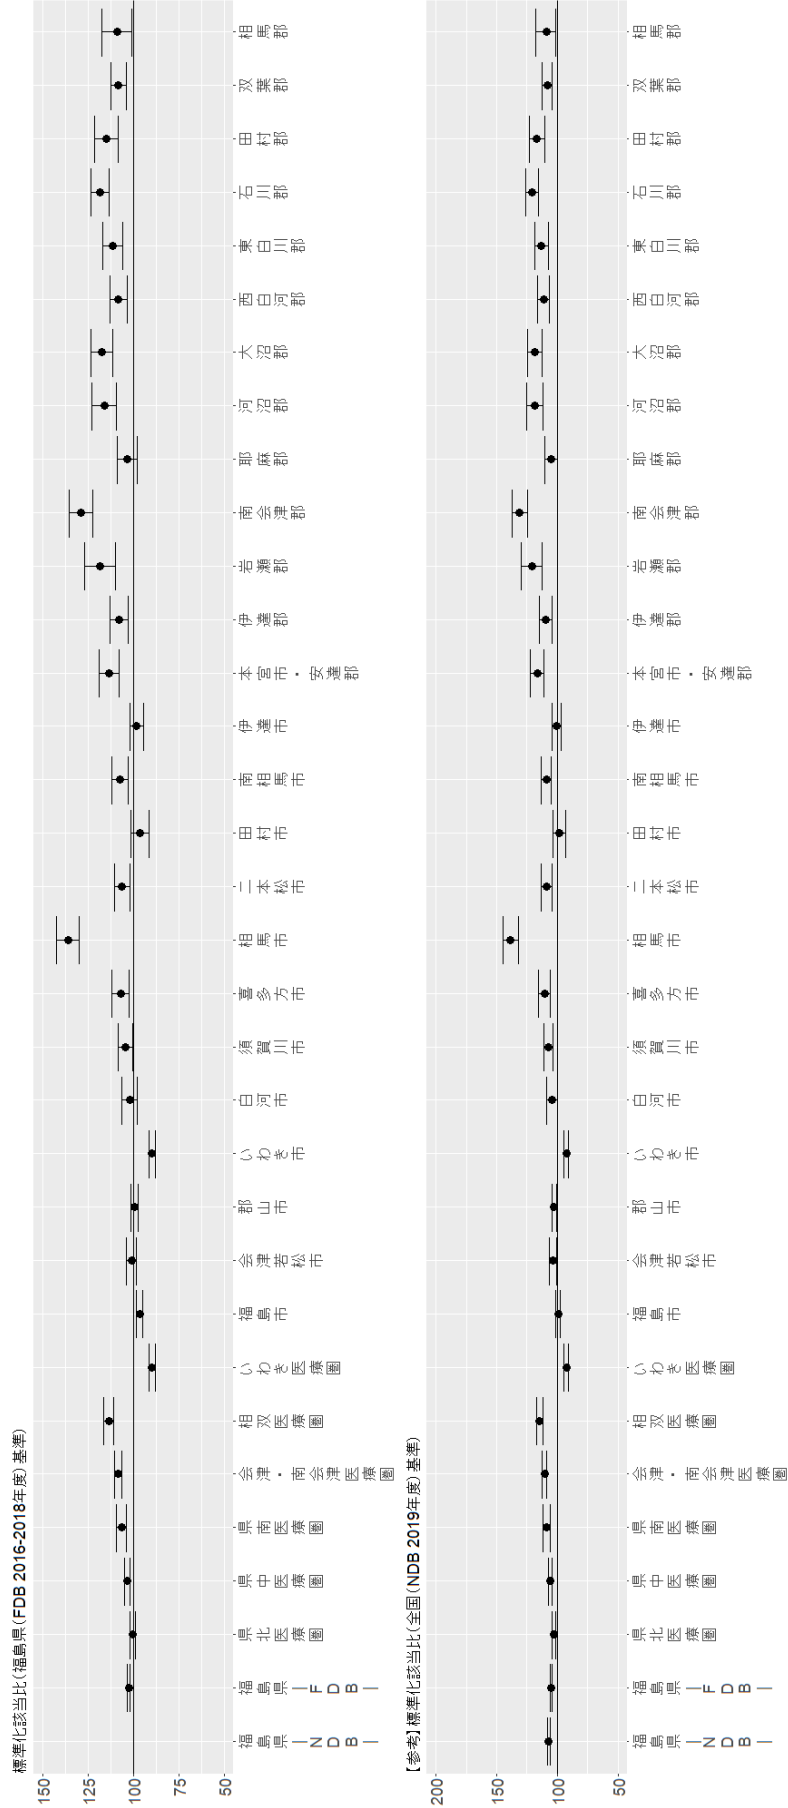 標準化該当比(福島県(FDB 2016-2018年度)基準)
150
125
100
75
50
福島県|NDB|
福島県|FDB|
県北医療圏
県中医療圏
県南医療圏
会津・南会津医療圏
相双医療圏
いわき医療圏
福島市
会津若松市
郡山市
いわき市
白河市
須賀川市
喜多方市
相馬市
二本松市
田村市
南相馬市
伊達市
本宮市・安達郡
伊達郡
岩瀬郡
南会津郡
耶麻郡
河沼郡
大沼郡
西白河郡
東白川郡
石川郡
田村郡
双葉郡
相馬郡
【参考】標準化該当比(全国(NDB 2019年度)基準)
200
150
100
50
福島県|NDB|
福島県|FDB|
県北医療圏
県中医療圏
県南医療圏
会津・南会津医療圏
相双医療圏
いわき医療圏
福島市
会津若松市
郡山市
いわき市
白河市
須賀川市
喜多方市
相馬市
二本松市
田村市
南相馬市
伊達市
本宮市・安達郡
伊達郡
岩瀬郡
南会津郡
耶麻郡
河沼郡
大沼郡
西白河郡
東白川郡
石川郡
田村郡
双葉郡
相馬郡